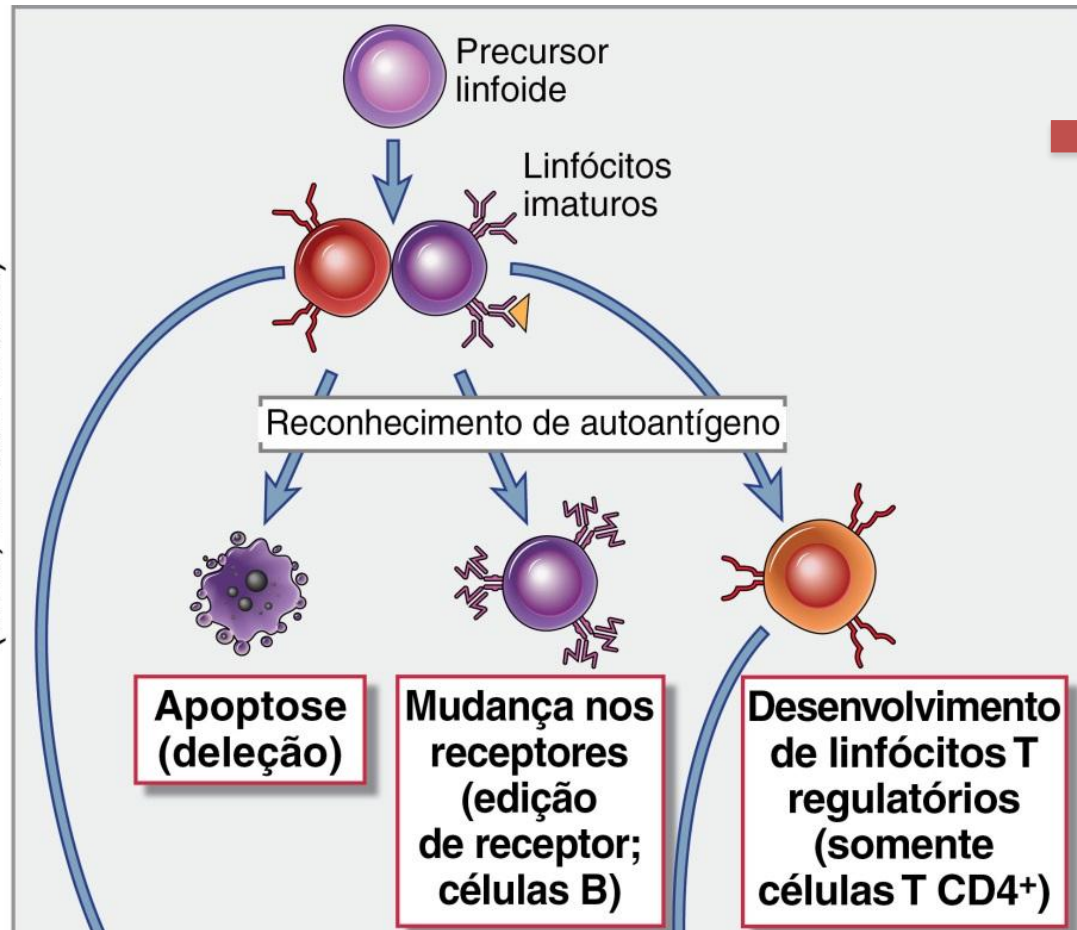 Precursor
linfoide
Linfócitos
imaturos
Reconhecimento de autoantígeno
Apoptose
(deleção)
Mudança nos
receptores
(edição
de receptor;
células B)
Desenvolvimento
de linfócitos T
regulatórios
(somente
células T CD4⁺)